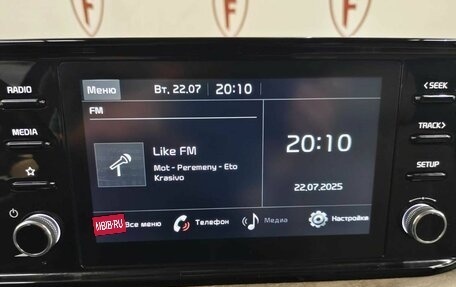 RADIO
MEDIA
☆
Меню
Вт, 22.07
20:10
FM
Like FM
Mot - Peremeny - Eto
Krasivo
20:10
22.07.2025
Все меню
Телефон
Медиа
Настройка
< SEEK
TRACK >
SETUP